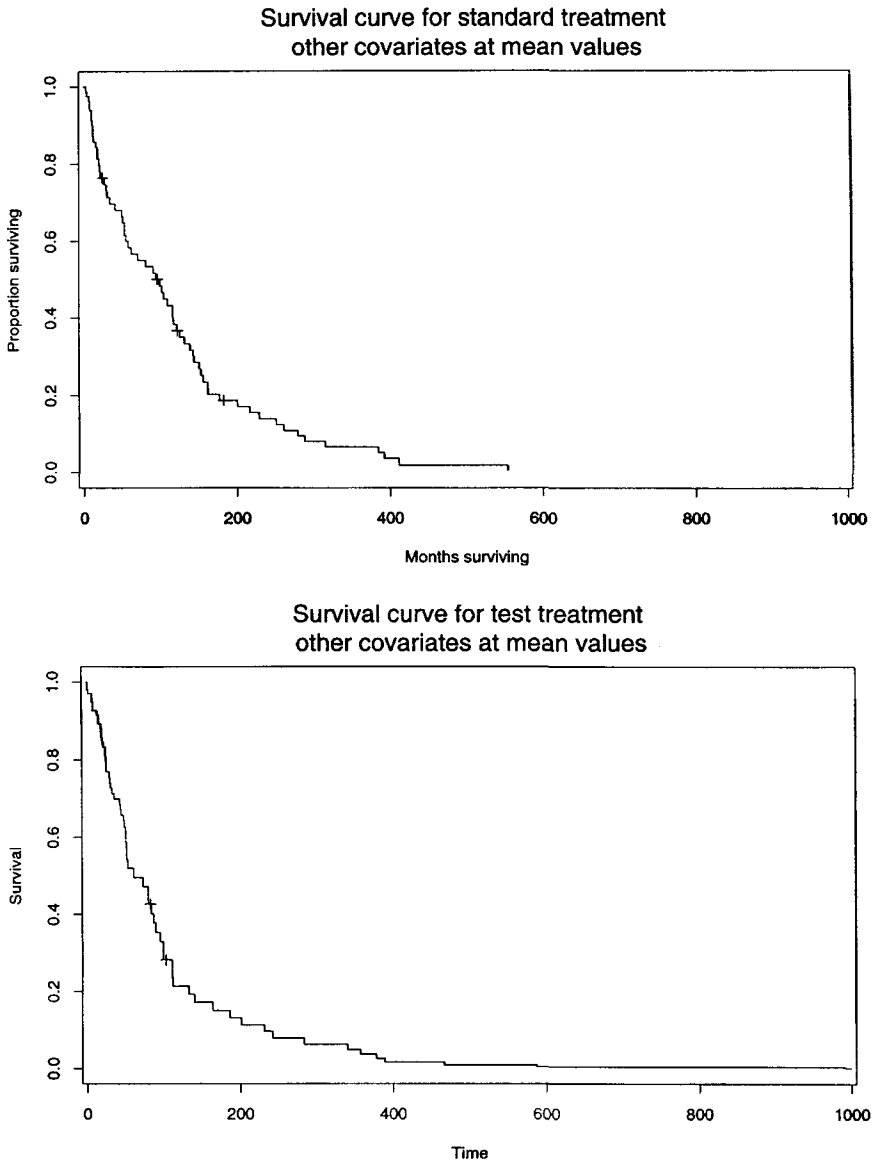 Survival curve for standard treatment
other covariates at mean values
1.0
0.8
0.6
0.4
0.2
0.0
Proportion surviving
0 200 400 600 800 1000
Months surviving
Survival curve for test treatment
other covariates at mean values
1.0
0.8
0.6
0.4
0.2
0.0
Survival
0 200 400 600 800 1000
Time